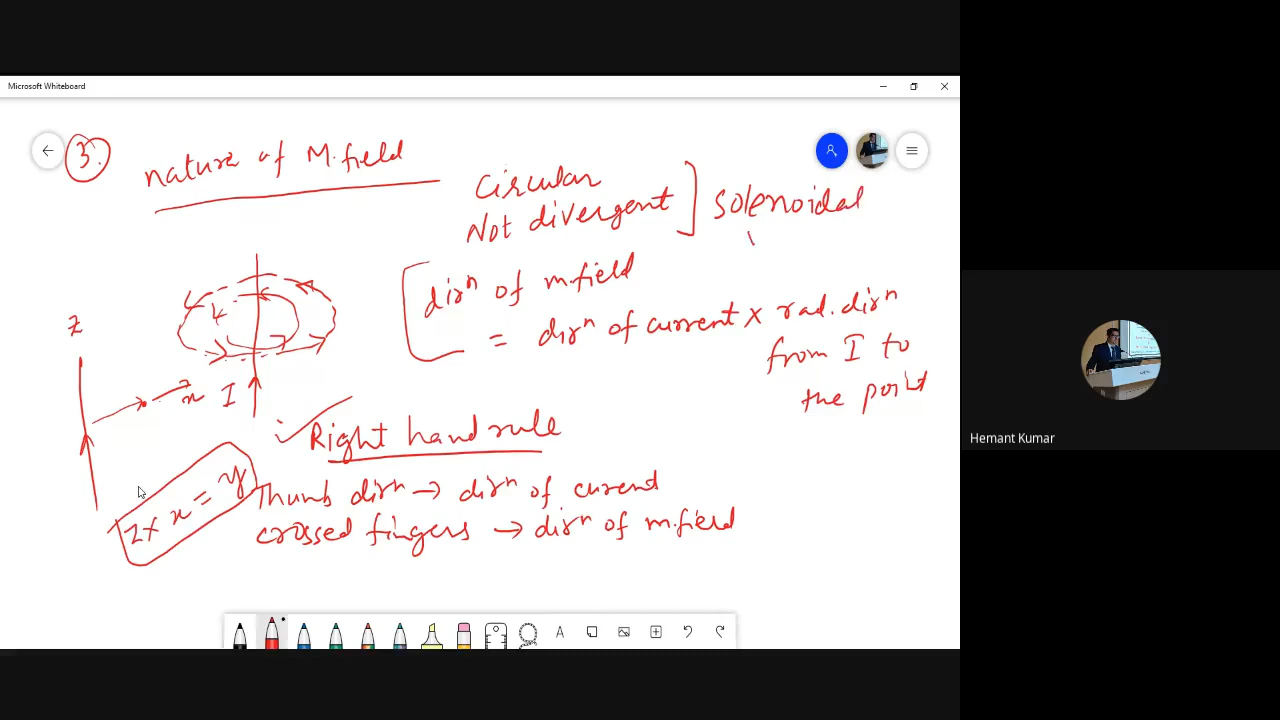 Microsoft Whiteboard
3.
nature of M.field
Circular
Not divergent
] solenoidal
dirⁿ of m.field
= dirⁿ of current × rad. dirⁿ
from I to
the point
z
x
I
Right hand rule
z × x = y
Thumb dirⁿ → dirⁿ of current
crossed fingers → dirⁿ of m.field
A
Hemant Kumar